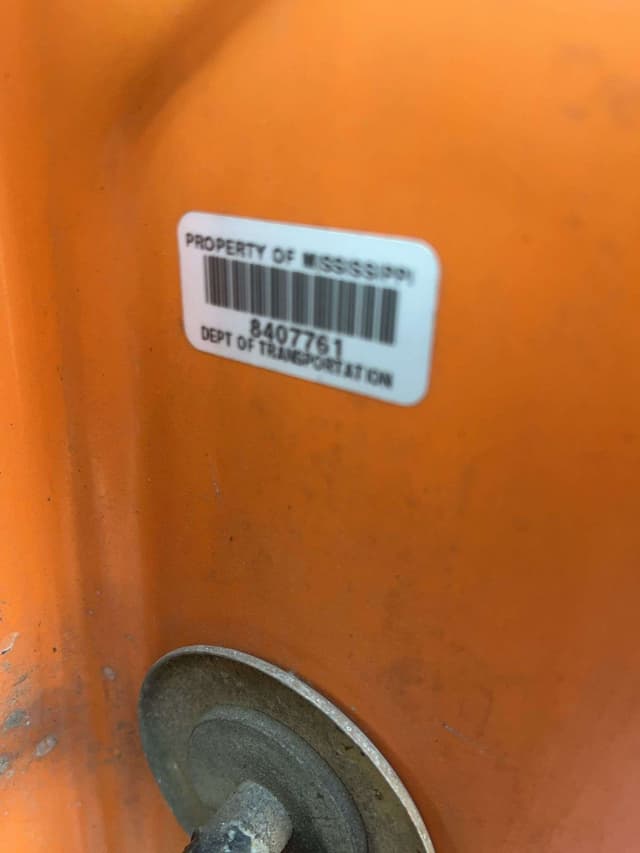 PROPERTY OF MISSISSIPPI
8407761
DEPT OF TRANSPORTATION